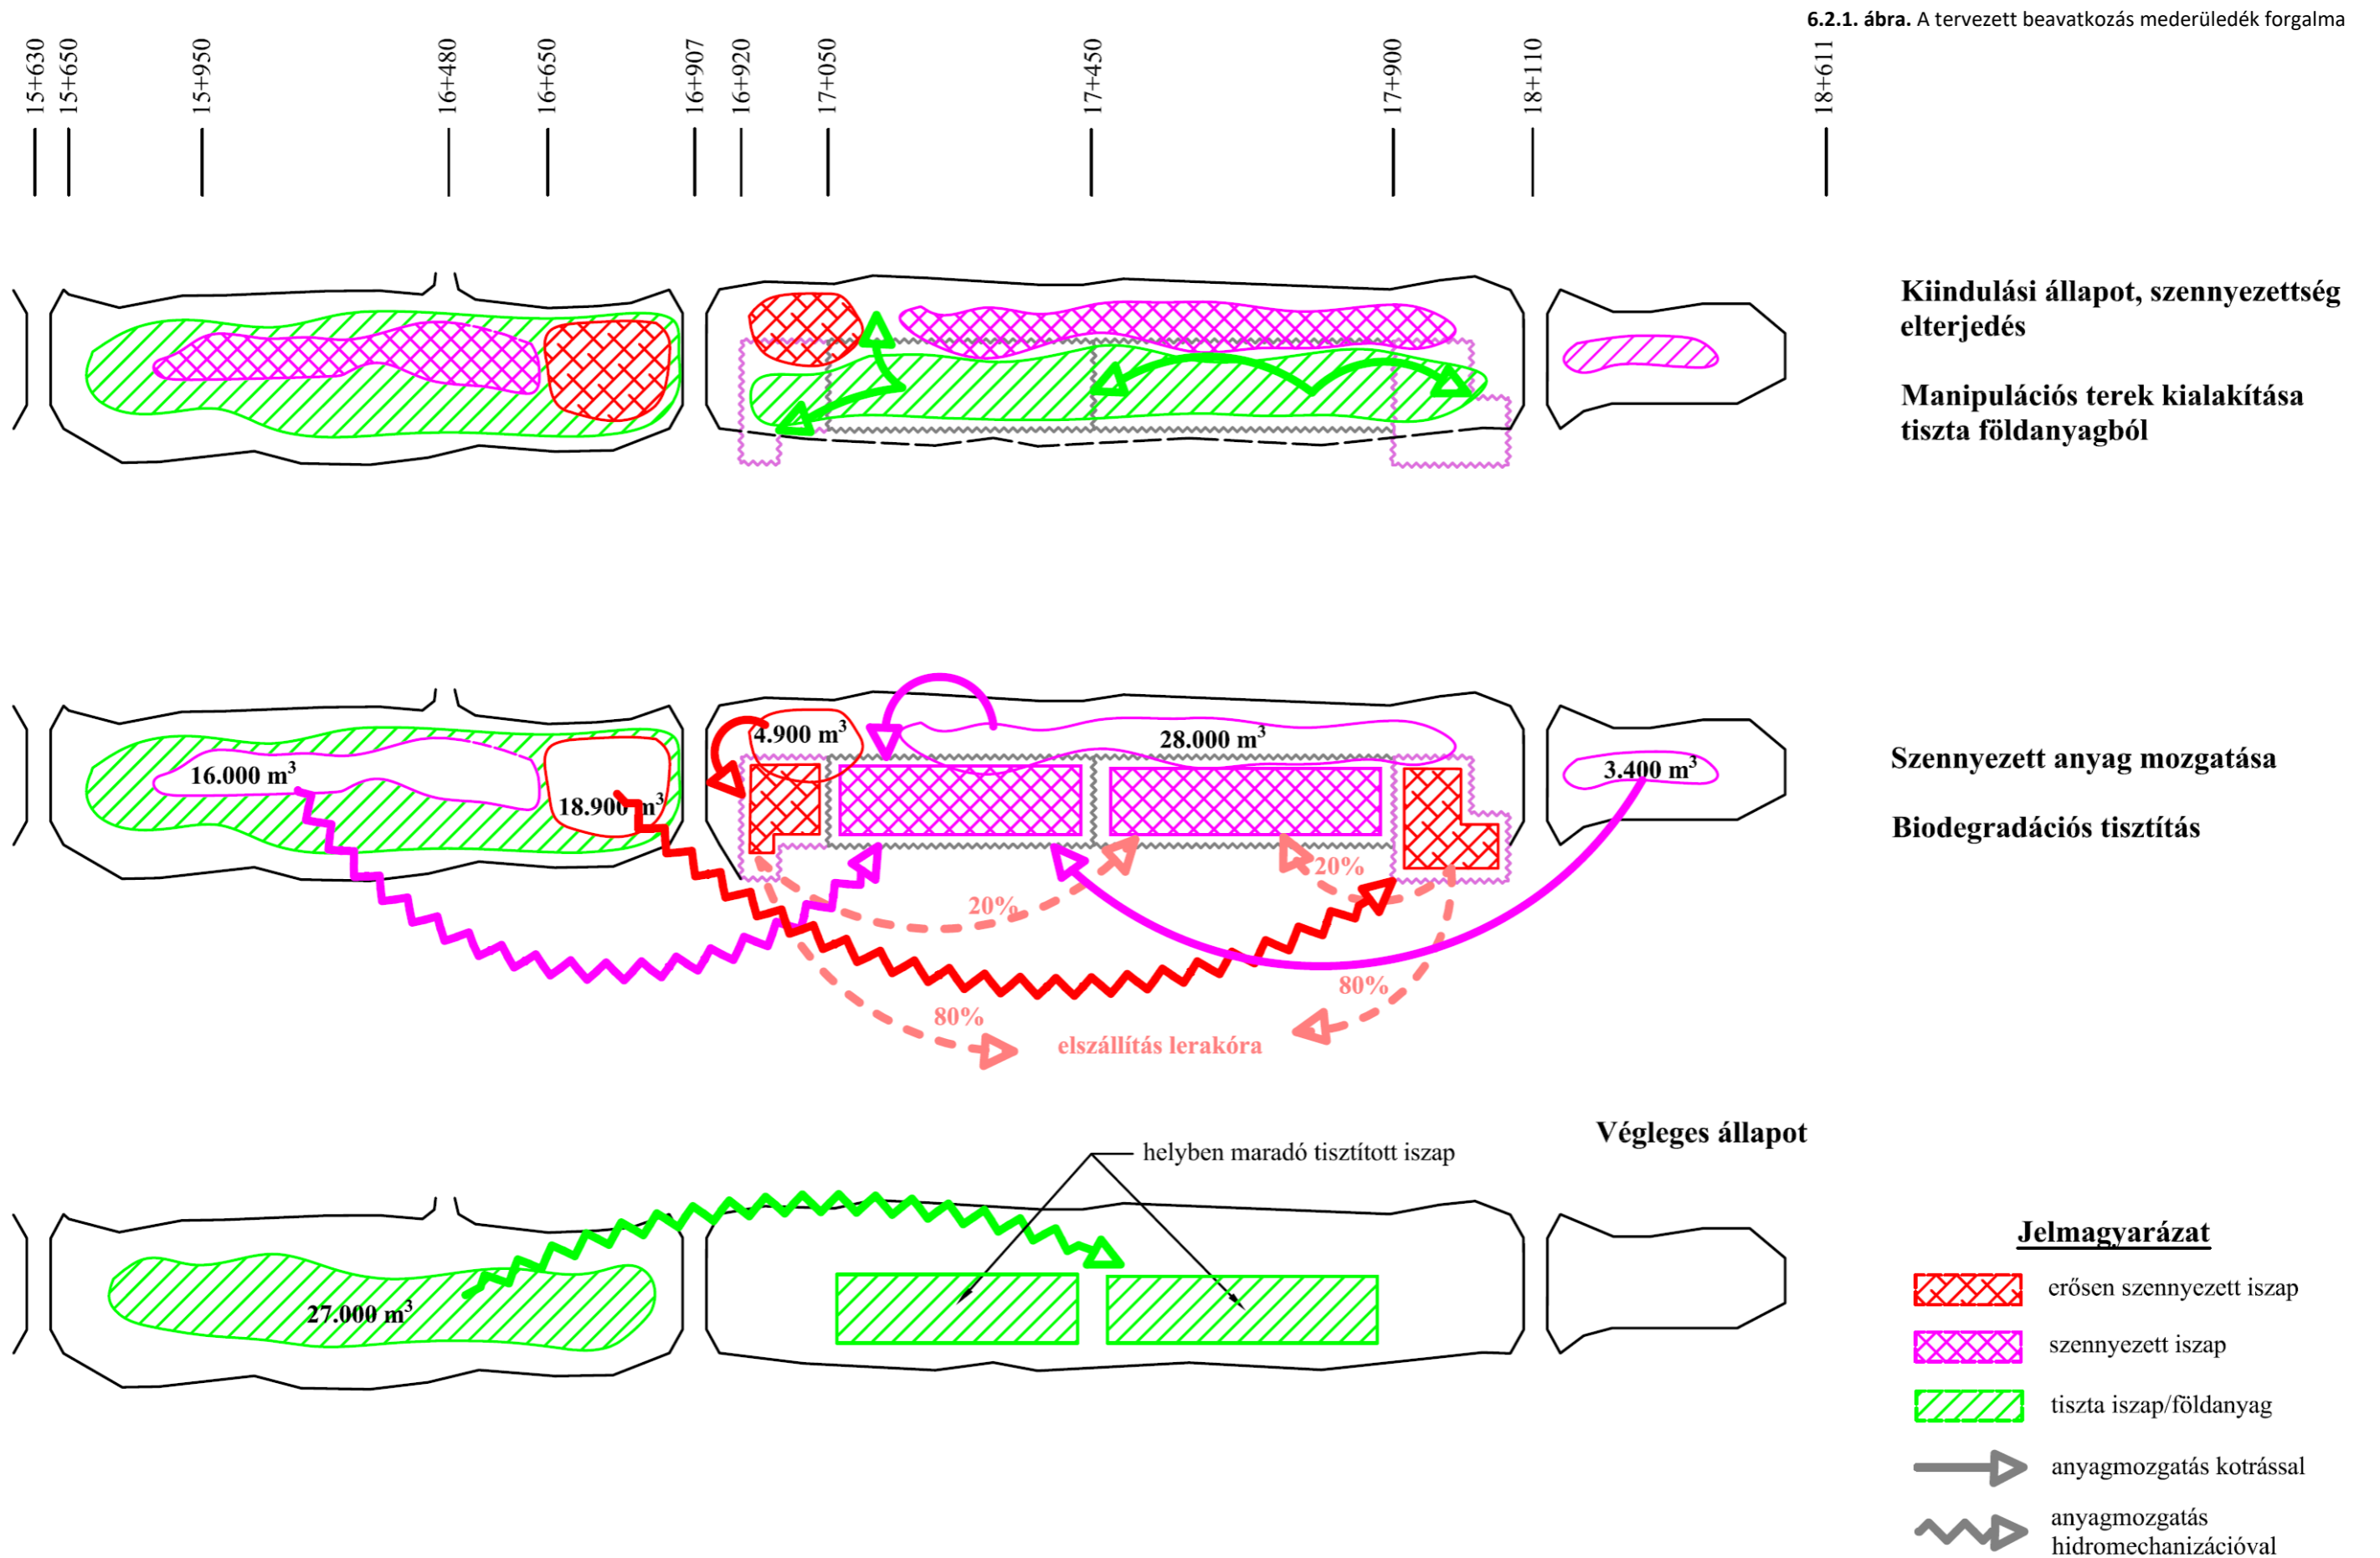 6.2.1. ábra. A tervezett beavatkozás mederüledék forgalma
15+630
15+650
15+950
16+480
16+650
16+907
16+920
17+050
17+450
17+900
18+110
18+611
Kiindulási állapot, szennyezettség
elterjedés
Manipulációs terek kialakítása
tiszta földanyagból
4.900 m³
28.000 m³
16.000 m³
18.900 m³
3.400 m³
Szennyezett anyag mozgatása
Biodegradációs tisztítás
20%
20%
80%
80%
elszállítás lerakóra
Végleges állapot
helyben maradó tisztított iszap
27.000 m³
Jelmagyarázat
erősen szennyezett iszap
szennyezett iszap
tiszta iszap/földanyag
anyagmozgatás kotrással
anyagmozgatás
hidromechanizációval